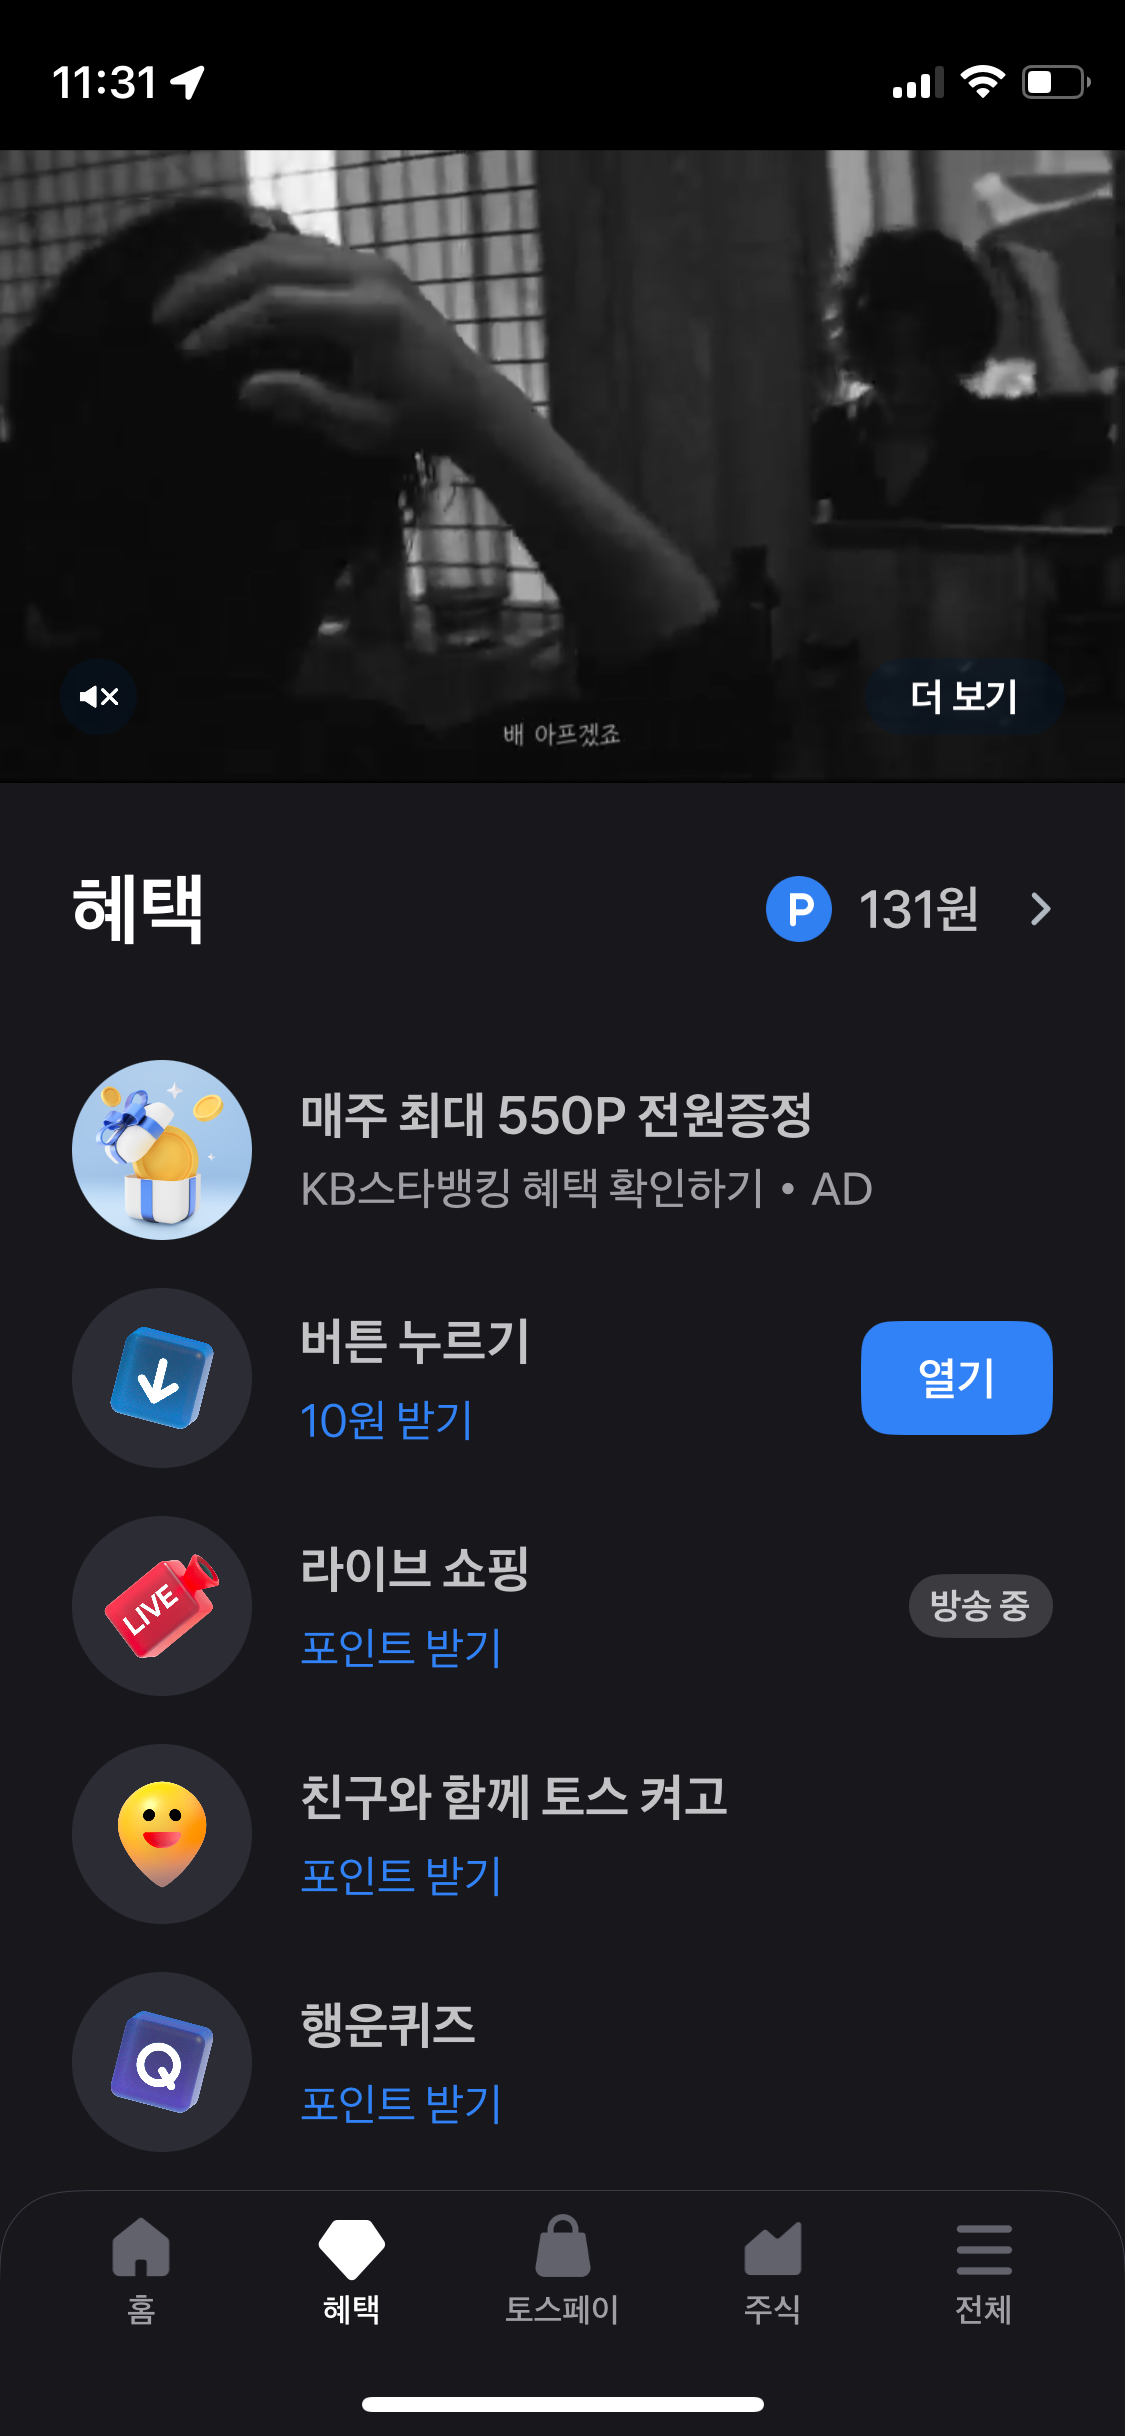 11:31
더 보기
배 아프겠죠
혜택
P 131원
매주 최대 550P 전원증정
KB스타뱅킹 혜택 확인하기 • AD
버튼 누르기
10원 받기
열기
LIVE
라이브 쇼핑
포인트 받기
방송 중
친구와 함께 토스 켜고
포인트 받기
Q
행운퀴즈
포인트 받기
홈
혜택
토스페이
주식
전체